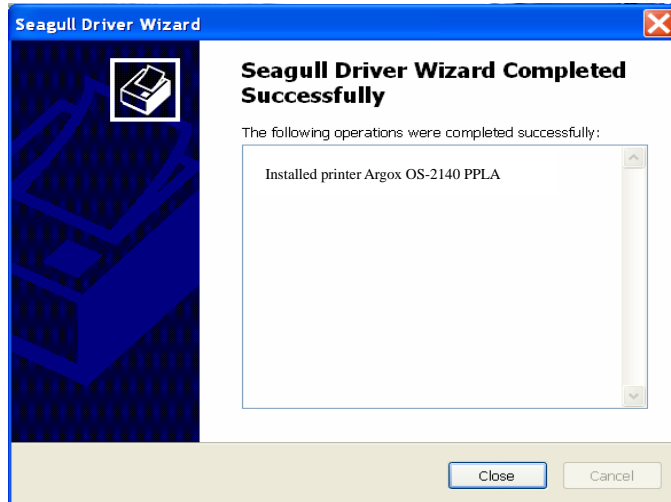 Seagull Driver Wizard
Seagull Driver Wizard Completed
Successfully
The following operations were completed successfully:
Installed printer Argox OS-2140 PPLA
Close
Cancel